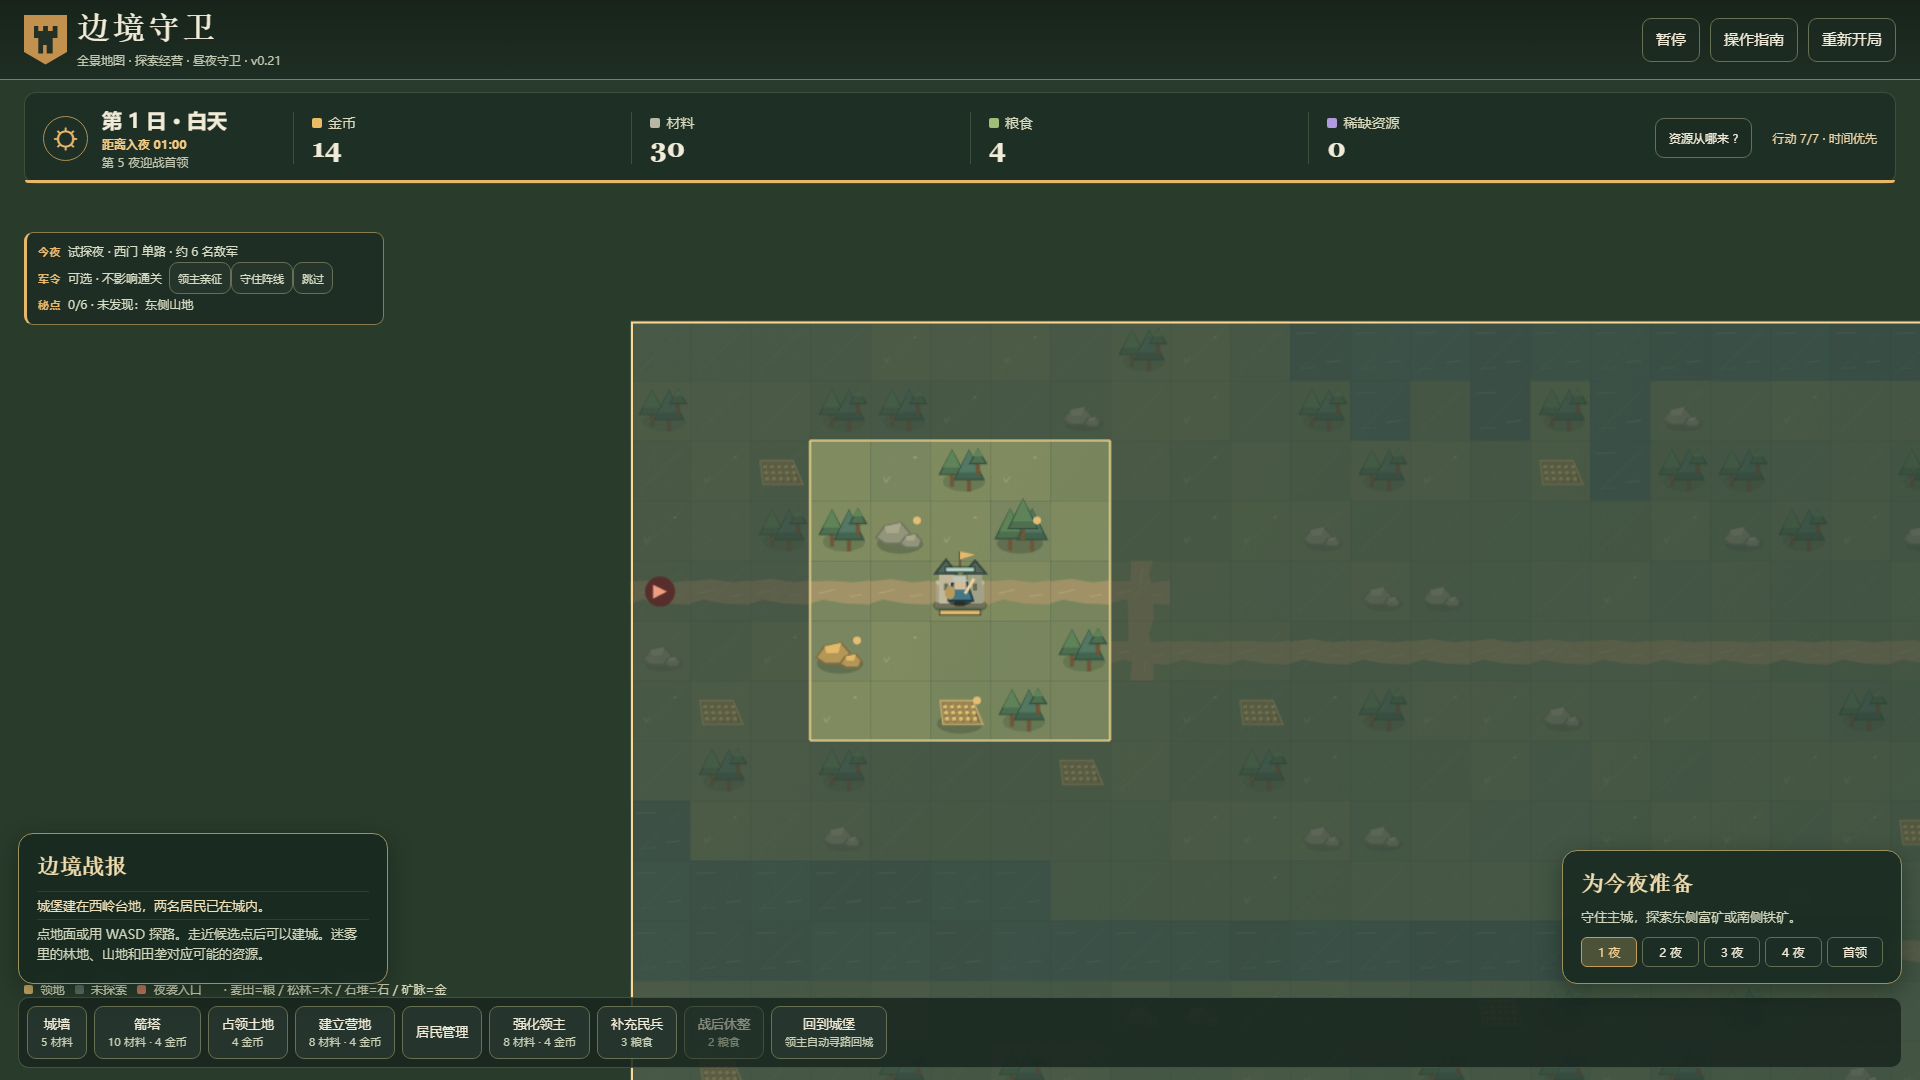 边境守卫
全景地图 · 探索经营 · 昼夜守卫 · v0.21
暂停
操作指南
重新开局
第 1 日 · 白天
距离入夜 01:00
第 5 夜迎战首领
金币
14
材料
30
粮食
4
稀缺资源
0
资源从哪来？
行动 7/7 · 时间优先
今夜 试探夜 · 西门 单路 · 约 6 名敌军
军令 可选 · 不影响通关 领主亲征 守住阵线 跳过
秘点 0/6 · 未发现：东侧山地
边境战报
城堡建在西岭台地，两名居民已在城内。
点地面或用 WASD 探路。走近候选点后可以建城。迷雾
里的林地、山地和田垄对应可能的资源。
领地 未探索 夜袭入口 · 麦田=粮 / 松林=木 / 石堆=石 / 矿脉=金
为今夜准备
守住主城，探索东侧富矿或南侧铁矿。
1 夜
2 夜
3 夜
4 夜
首领
城墙
5 材料
箭塔
10 材料 · 4 金币
占领土地
4 金币
建立营地
8 材料 · 4 金币
居民管理
强化领主
8 材料 · 4 金币
补充民兵
3 粮食
战后休整
2 粮食
回到城堡
领主自动寻路回城